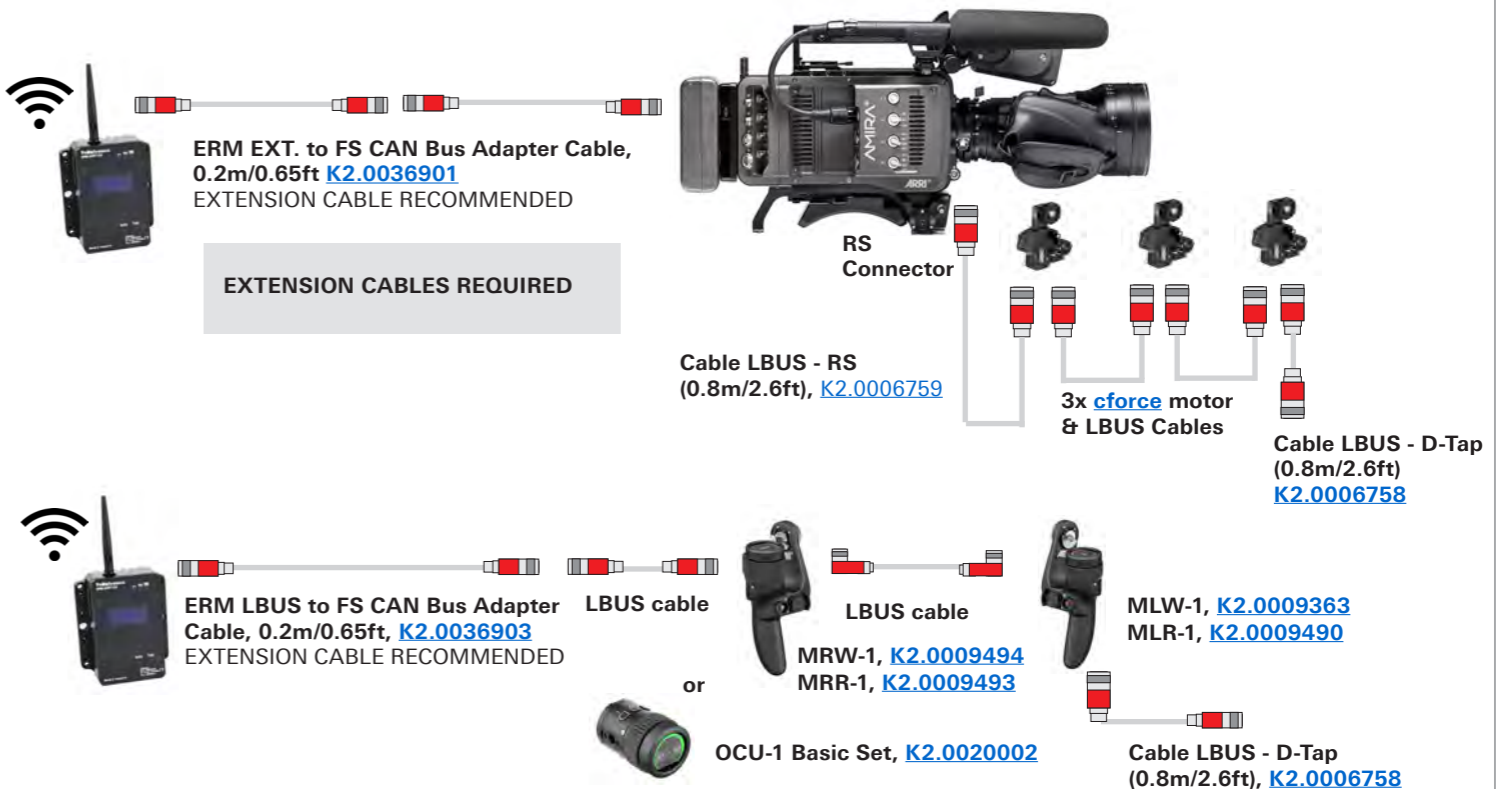 ERM EXT. to FS CAN Bus Adapter Cable,
0.2m/0.65ft K2.0036901
EXTENSION CABLE RECOMMENDED
EXTENSION CABLES REQUIRED
AMIRA
ARRI
RS
Connector
Cable LBUS - RS
(0.8m/2.6ft), K2.0006759
3x cforce motor
& LBUS Cables
Cable LBUS - D-Tap
(0.8m/2.6ft)
K2.0006758
ERM LBUS to FS CAN Bus Adapter
Cable, 0.2m/0.65ft, K2.0036903
EXTENSION CABLE RECOMMENDED
LBUS cable
LBUS cable
MRW-1, K2.0009494
MRR-1, K2.0009493
MLW-1, K2.0009363
MLR-1, K2.0009490
or
OCU-1 Basic Set, K2.0020002
Cable LBUS - D-Tap
(0.8m/2.6ft), K2.0006758